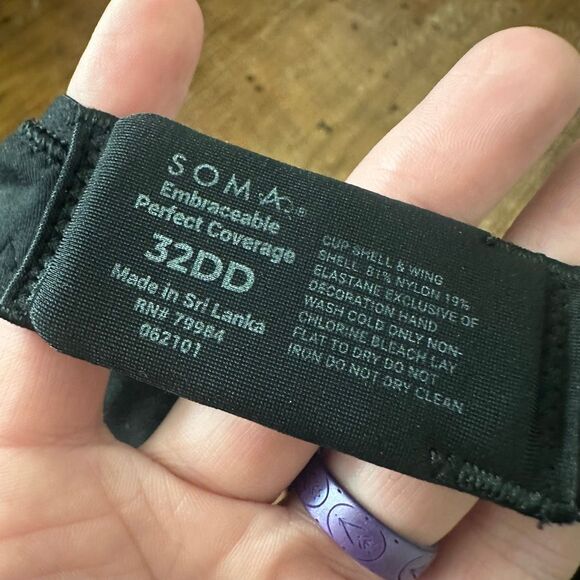 SOMA®
Embraceable
Perfect Coverage
32DD
Made in Sri Lanka
RN# 79984
062101
CUP SHELL & WING
SHELL 81% NYLON 19%
ELASTANE EXCLUSIVE OF
DECORATION HAND
WASH COLD ONLY NON-
CHLORINE BLEACH LAY
FLAT TO DRY DO NOT
IRON DO NOT DRY CLEAN